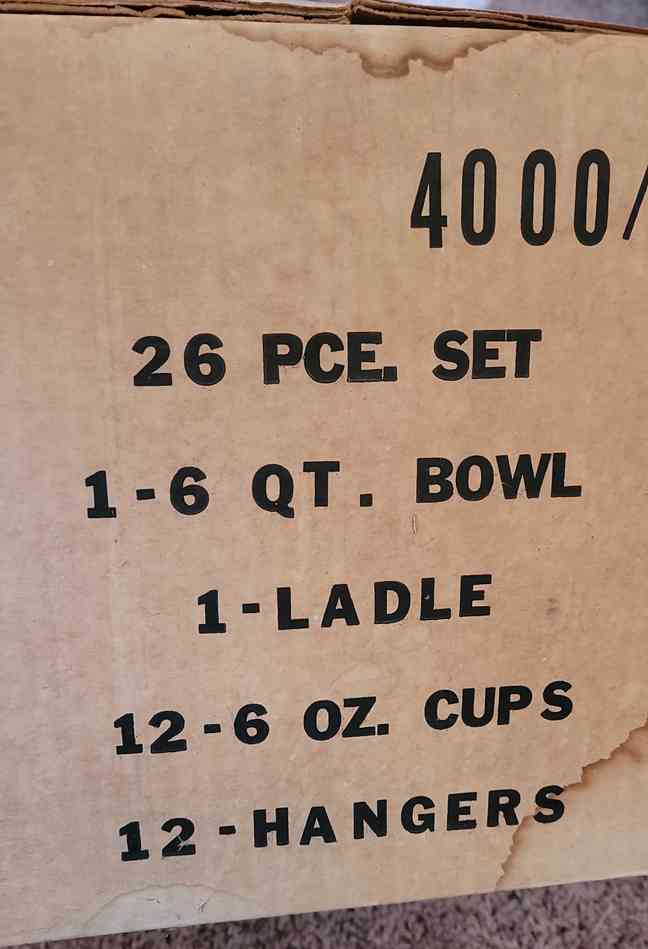 4000/
26 PCE. SET
1-6 QT. BOWL
1-LADLE
12-6 OZ. CUPS
12-HANGERS